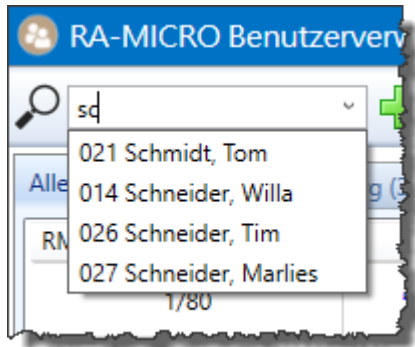 RA-MICRO Benutzerverw
sc
021 Schmidt, Tom
Alle
014 Schneider, Willa
g (3
026 Schneider, Tim
RM
027 Schneider, Marlies
1/80